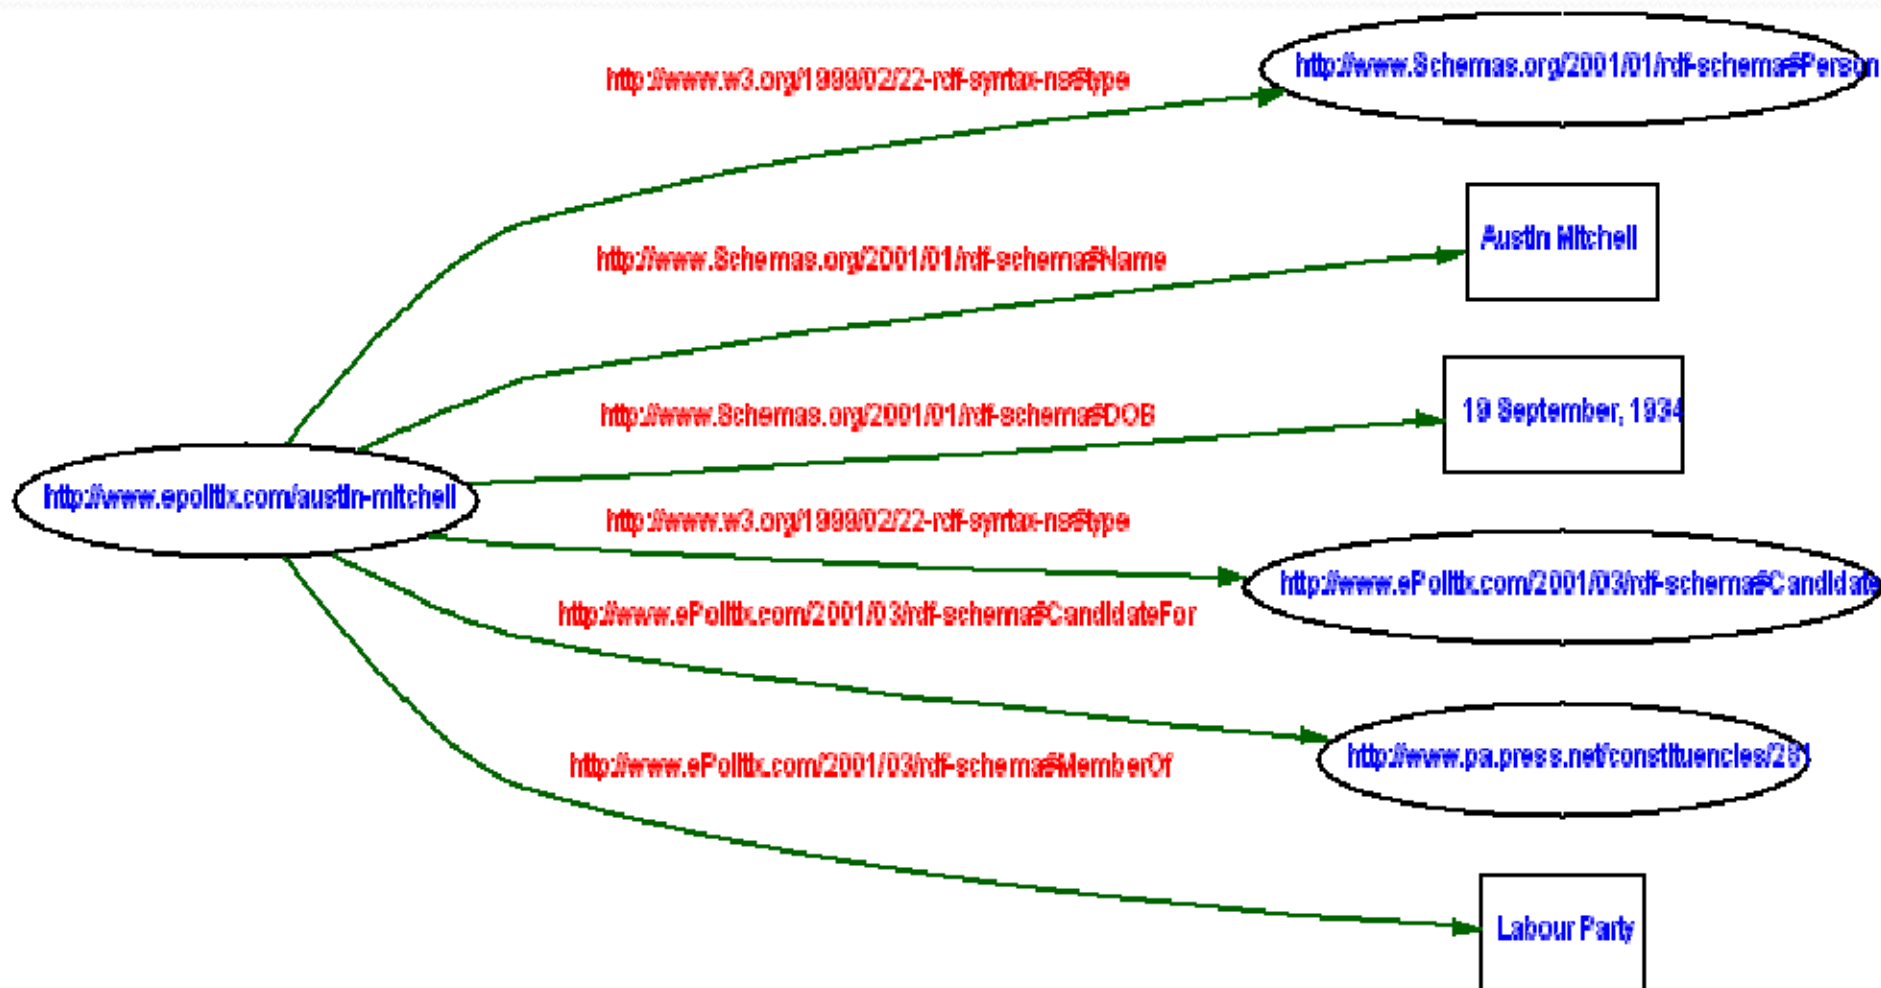 http://www.w3.org/1999/02/22-rdf-syntax-ns#type
http://www.Schemas.org/2001/01/rdf-schema#Person
http://www.Schemas.org/2001/01/rdf-schema#Name
Austin Mitchell
http://www.Schemas.org/2001/01/rdf-schema#DOB
19 September, 1934
http://www.epolitix.com/austin-mitchell
http://www.w3.org/1999/02/22-rdf-syntax-ns#type
http://www.ePolitix.com/2001/03/rdf-schema#Candidate
http://www.ePolitix.com/2001/03/rdf-schema#CandidateFor
http://www.pa.press.net/constituencies/281
http://www.ePolitix.com/2001/03/rdf-schema#MemberOf
Labour Party